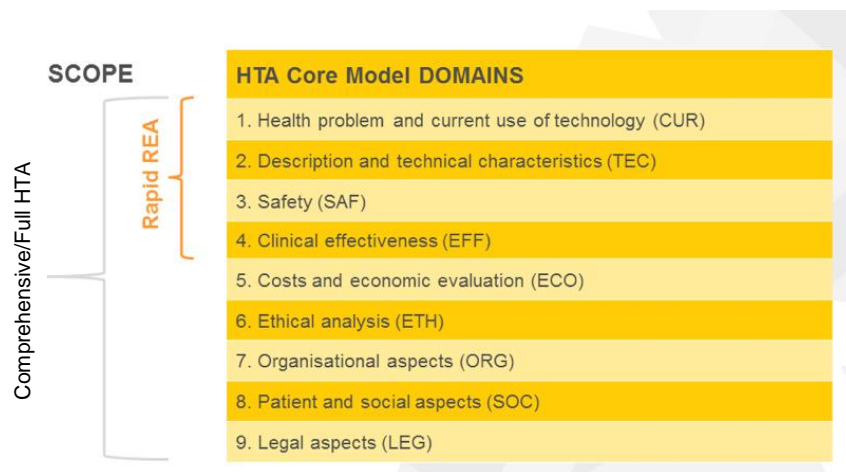 SCOPE
HTA Core Model DOMAINS
Comprehensive/Full HTA
Rapid REA
1. Health problem and current use of technology (CUR)
2. Description and technical characteristics (TEC)
3. Safety (SAF)
4. Clinical effectiveness (EFF)
5. Costs and economic evaluation (ECO)
6. Ethical analysis (ETH)
7. Organisational aspects (ORG)
8. Patient and social aspects (SOC)
9. Legal aspects (LEG)